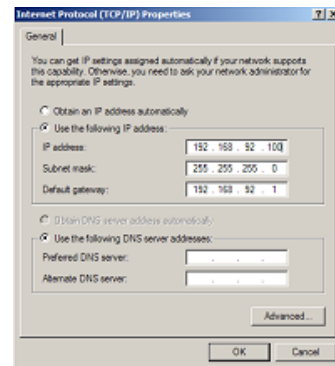 Internet Protocol (TCP/IP) Properties
General
You can get IP settings assigned automatically if your network supports
this capability. Otherwise, you need to ask your network administrator for
the appropriate IP settings.
Obtain an IP address automatically
Use the following IP address:
IP address: 192 . 168 . 92 . 100
Subnet mask: 255 . 255 . 255 . 0
Default gateway: 192 . 168 . 92 . 1
Obtain DNS server address automatically
Use the following DNS server addresses:
Preferred DNS server: . . .
Alternate DNS server: . . .
Advanced...
OK Cancel